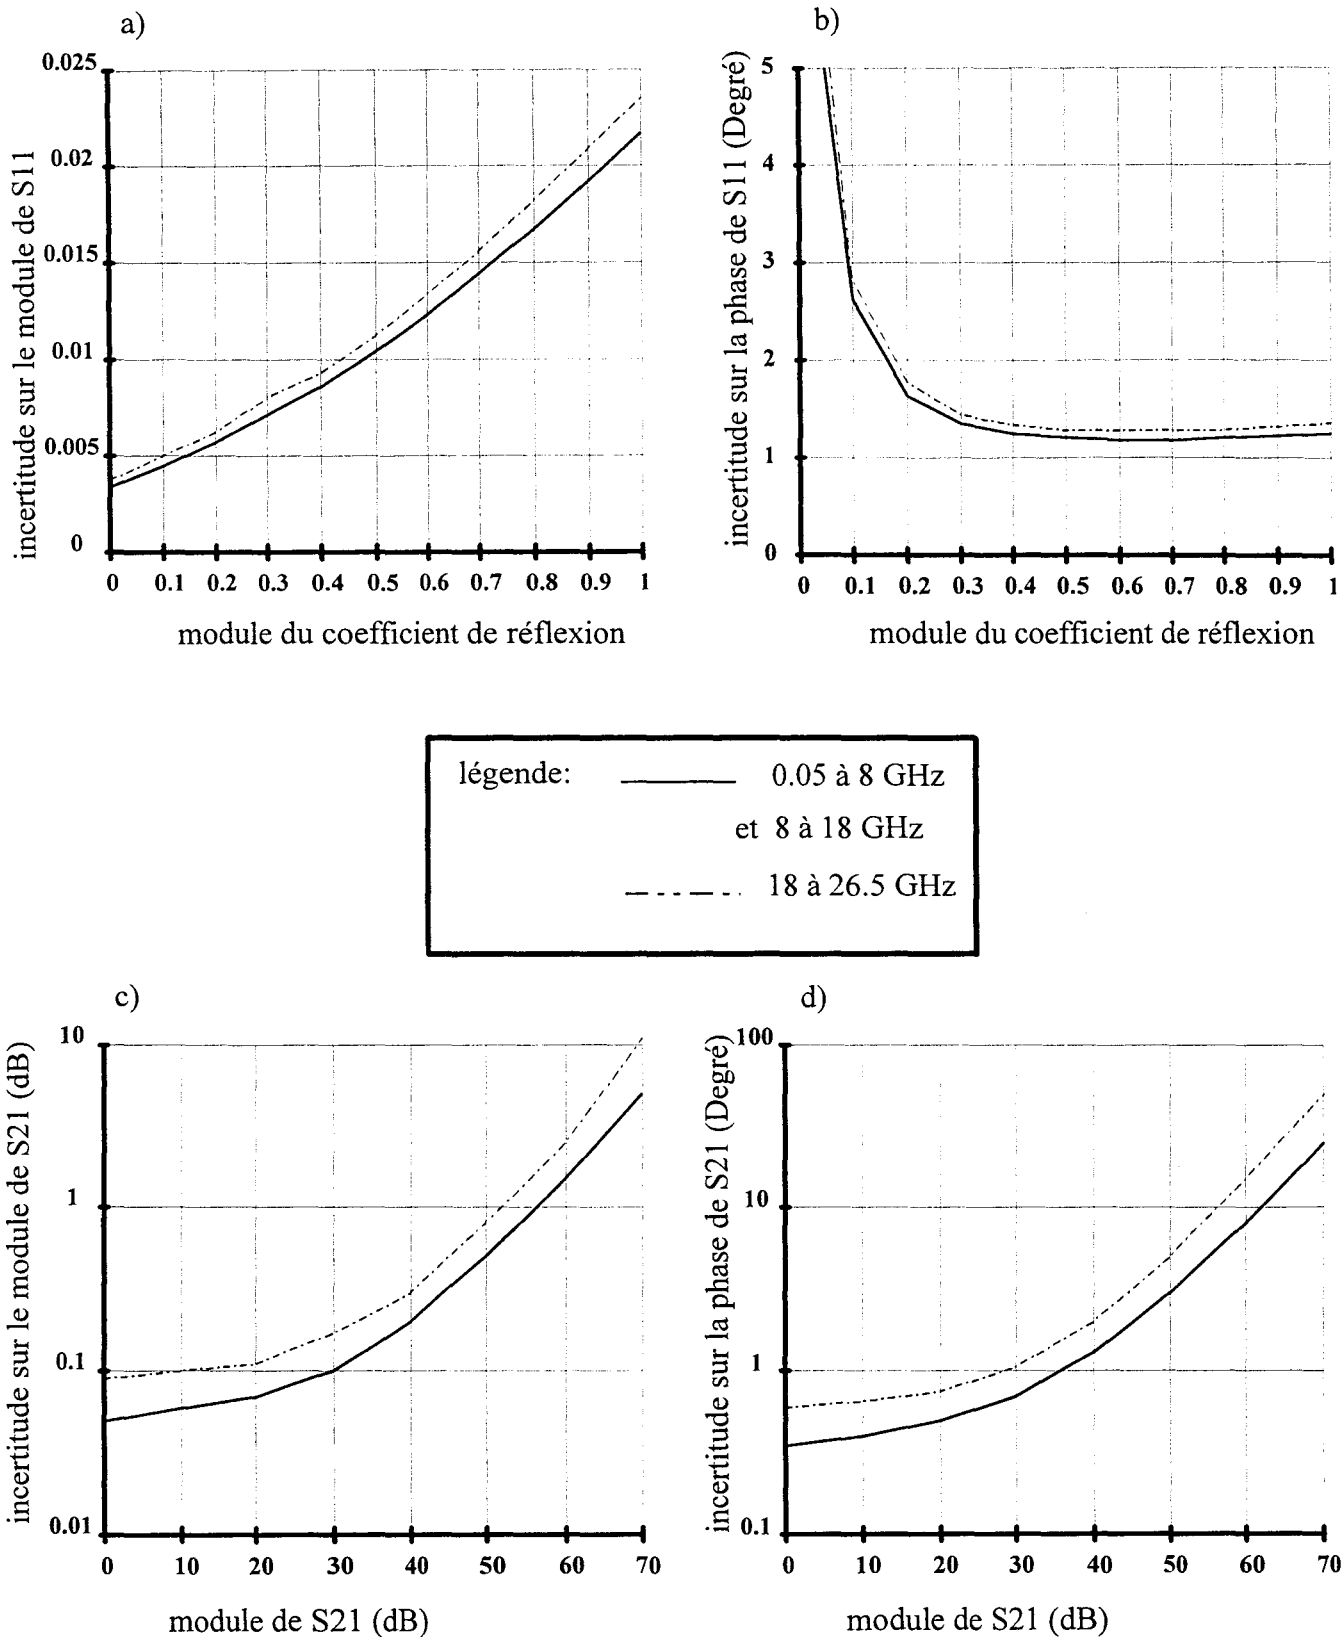 a)
incertitude sur le module de S11
0.025
0.02
0.015
0.01
0.005
0
0 0.1 0.2 0.3 0.4 0.5 0.6 0.7 0.8 0.9 1
module du coefficient de réflexion
b)
incertitude sur la phase de S11 (Degré)
5
4
3
2
1
0
0 0.1 0.2 0.3 0.4 0.5 0.6 0.7 0.8 0.9 1
module du coefficient de réflexion
légende: 0.05 à 8 GHz
et 8 à 18 GHz
18 à 26.5 GHz
c)
incertitude sur le module de S21 (dB)
10
1
0.1
0.01
0 10 20 30 40 50 60 70
module de S21 (dB)
d)
incertitude sur la phase de S21 (Degré)
100
10
1
0.1
0 10 20 30 40 50 60 70
module de S21 (dB)